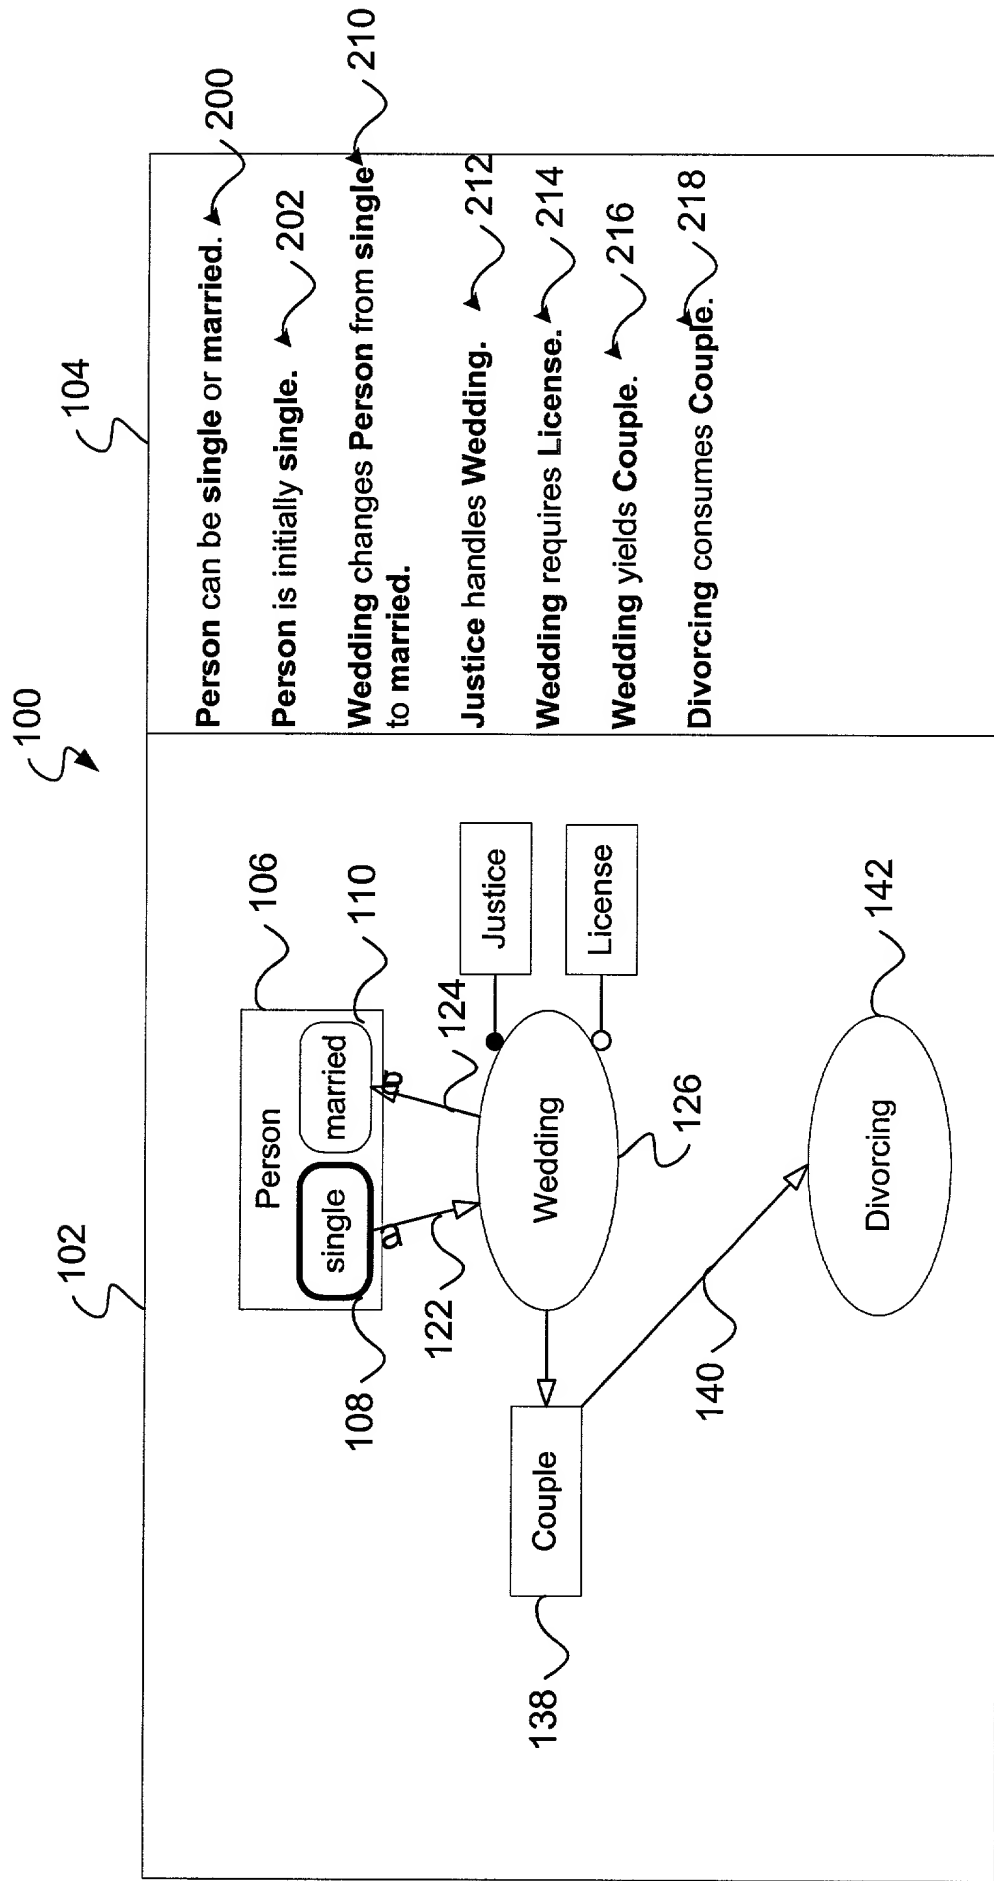 100
102
104
Person can be single or married.
200
Person is initially single.
202
Wedding changes Person from single
to married.
210
Justice handles Wedding.
212
Wedding requires License.
214
Wedding yields Couple.
216
Divorcing consumes Couple.
218
Person
106
single
married
108
110
a
a
122
124
Justice
License
Wedding
126
Couple
138
140
Divorcing
142